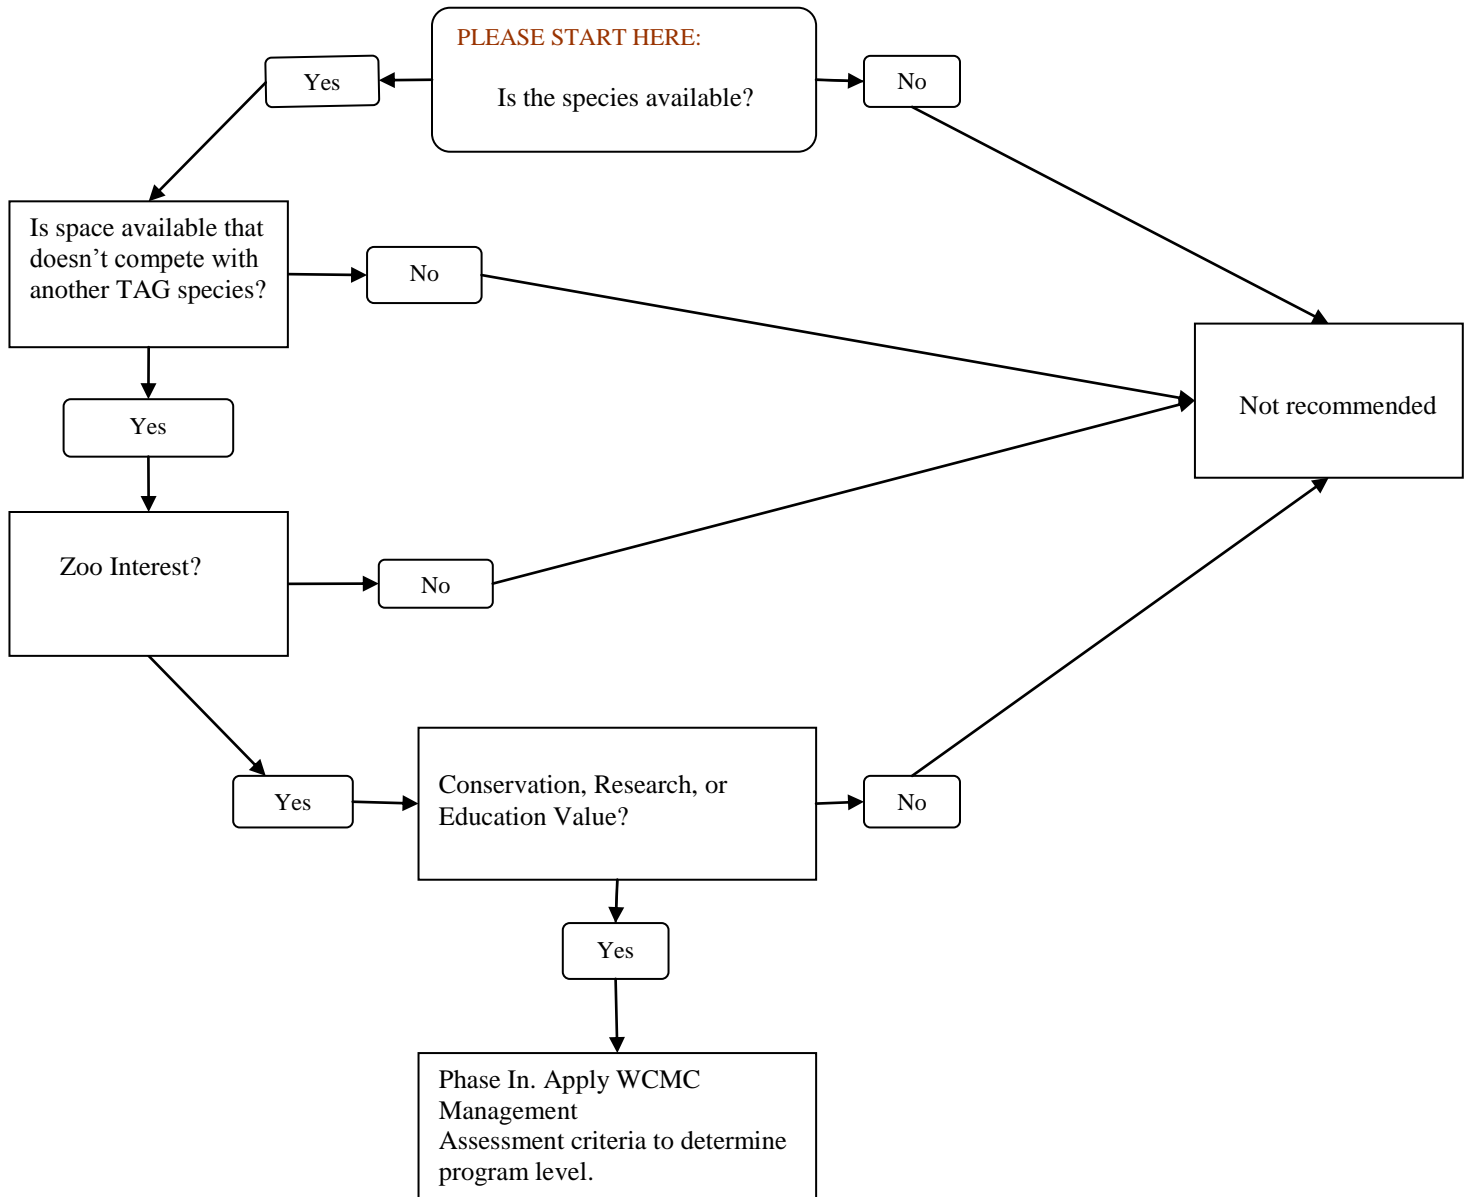 PLEASE START HERE:
Is the species available?
Yes
No
Is space available that
doesn’t compete with
another TAG species?
No
Yes
Not recommended
Zoo Interest?
No
Yes
Conservation, Research, or
Education Value?
No
Yes
Phase In. Apply WCMC
Management
Assessment criteria to determine
program level.